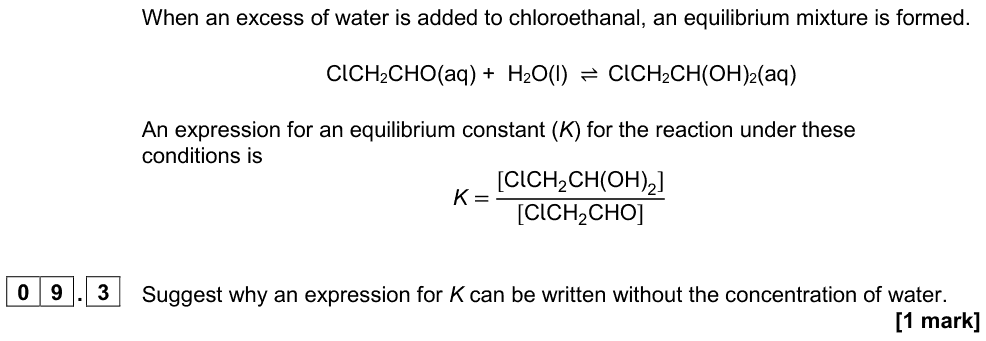 When an excess of water is added to chloroethanal, an equilibrium mixture is formed.
ClCH₂CHO(aq) + H₂O(l) ⇌ ClCH₂CH(OH)₂(aq)
An expression for an equilibrium constant (K) for the reaction under these
conditions is
K = [ClCH₂CH(OH)₂] / [ClCH₂CHO]
0 9 . 3 Suggest why an expression for K can be written without the concentration of water.
[1 mark]